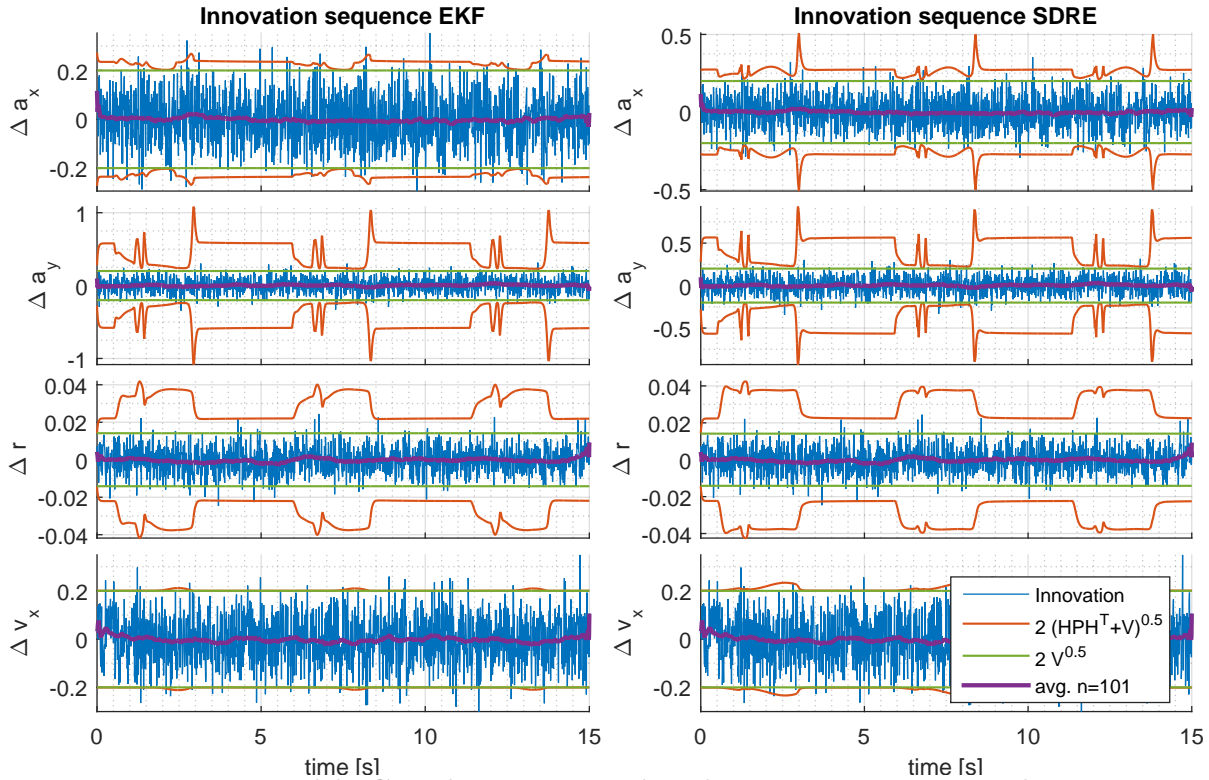 Innovation sequence EKF
0.2
0
-0.2
Δ a_x
1
0
-1
Δ a_y
0.04
0.02
0
-0.02
-0.04
Δ r
0.2
0
-0.2
Δ v_x
0
5
10
15
time [s]
Innovation sequence SDRE
0.5
0
-0.5
Δ a_x
0.5
0
-0.5
Δ a_y
0.04
0.02
0
-0.02
-0.04
Δ r
0.2
0
-0.2
Δ v_x
0
5
10
15
time [s]
Innovation
2 (HPH^T+V)^0.5
2 V^0.5
avg. n=101